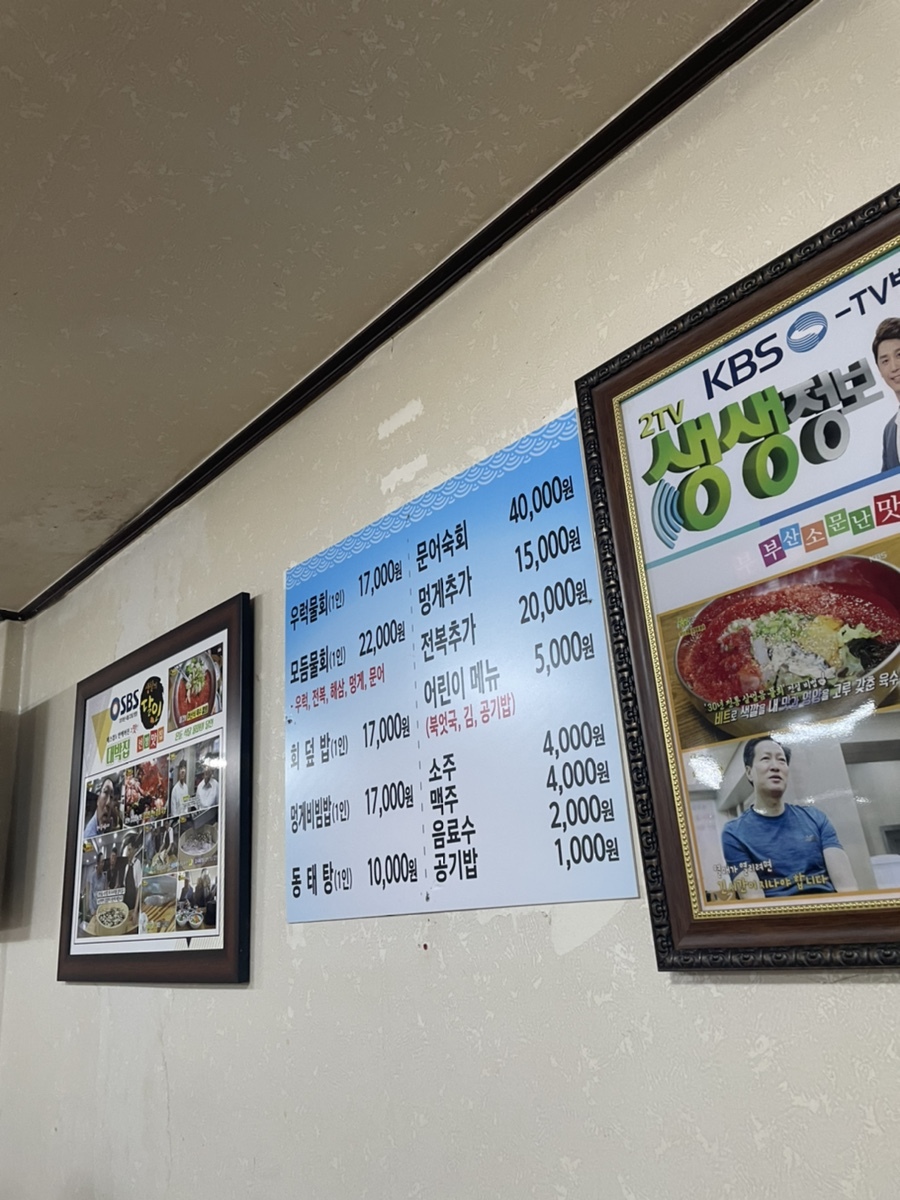 SBS
대박집
우럭물회(1인) 17,000원
모듬물회(1인) 22,000원
- 우럭, 전복, 해삼, 멍게, 문어
회 덮 밥(1인) 17,000원
멍게비빔밥(1인) 17,000원
동 태 탕(1인) 10,000원
문어숙회 40,000원
멍게추가 15,000원
전복추가 20,000원
어린이 메뉴 5,000원
(북엇국, 김, 공기밥)
소주 4,000원
맥주 4,000원
음료수 2,000원
공기밥 1,000원
KBS -TV
2TV
생생정보
부산소문난맛
KBS